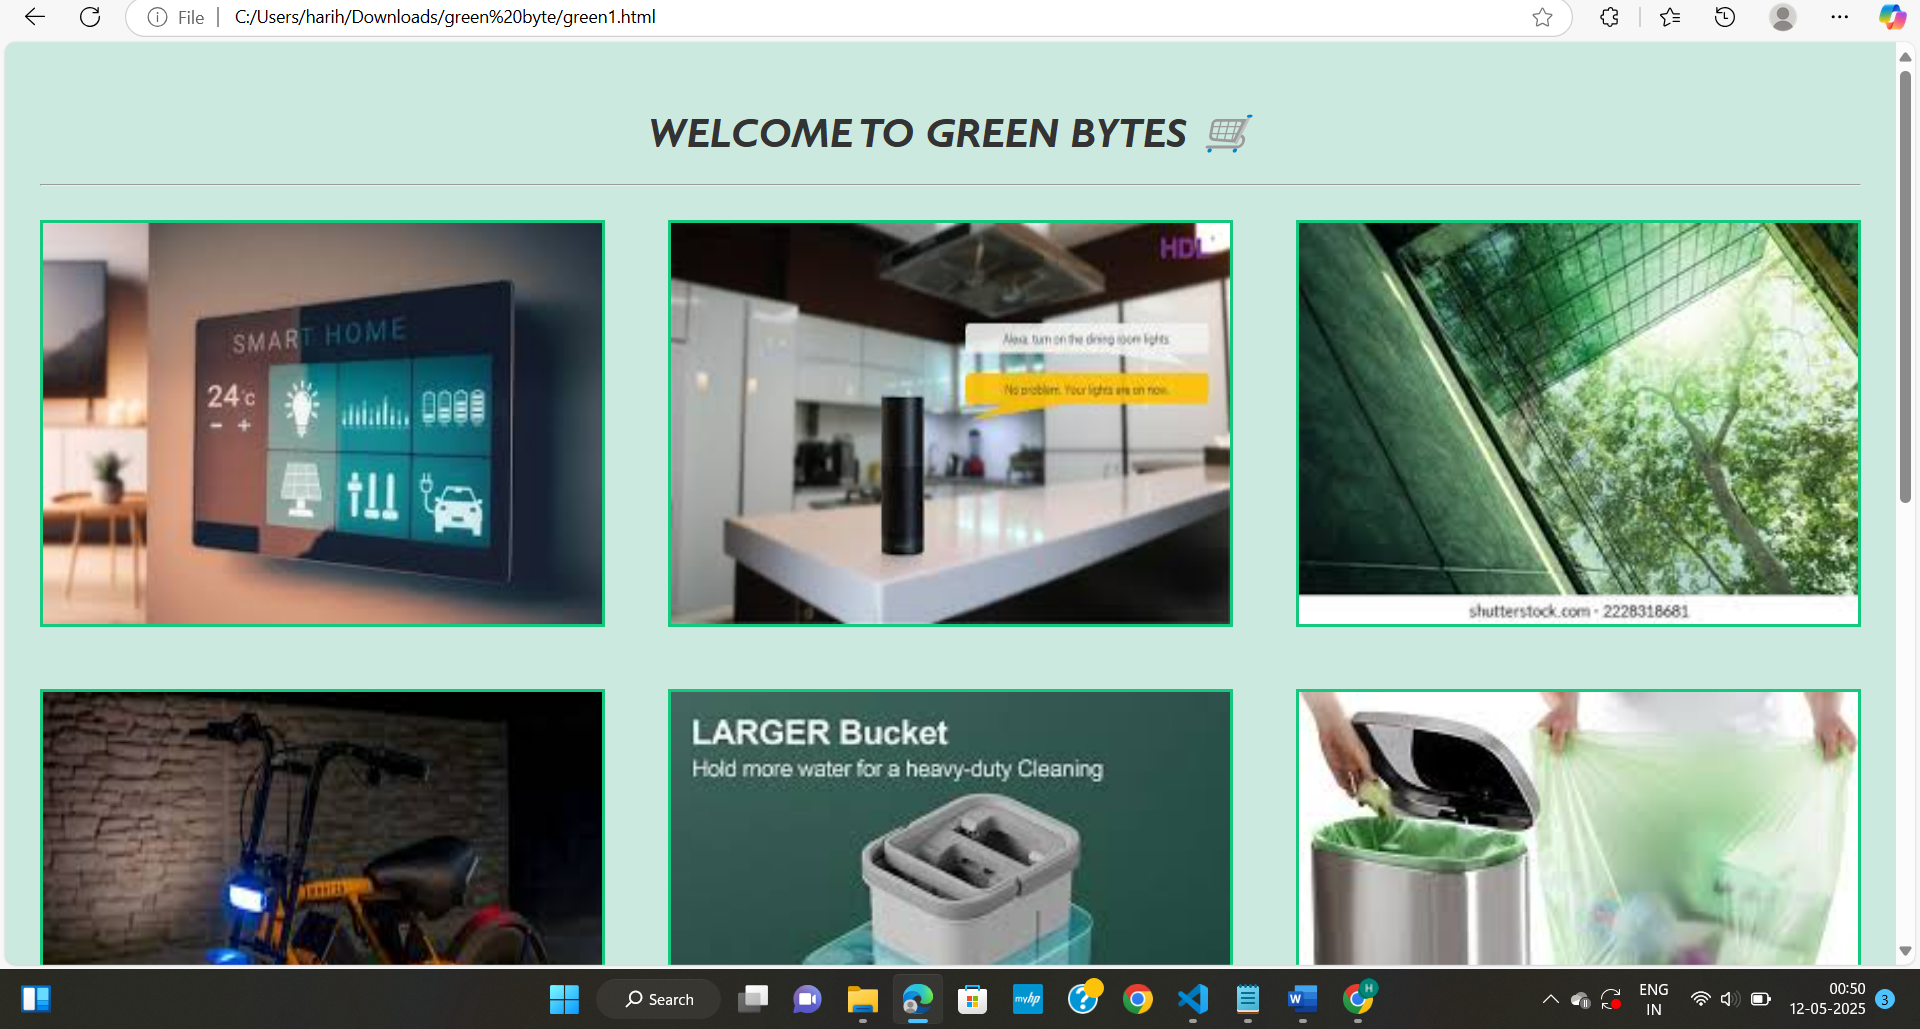 File
C:/Users/harih/Downloads/green%20byte/green1.html
WELCOME TO GREEN BYTES
SMART HOME
24°c
- +
HDL
Alexa, turn on the dining room lights
No problem. Your lights are on now.
shutterstock.com · 2228318681
LARGER Bucket
Hold more water for a heavy-duty Cleaning
Search
myhp
H
ENG
IN
00:50
12-05-2025
3